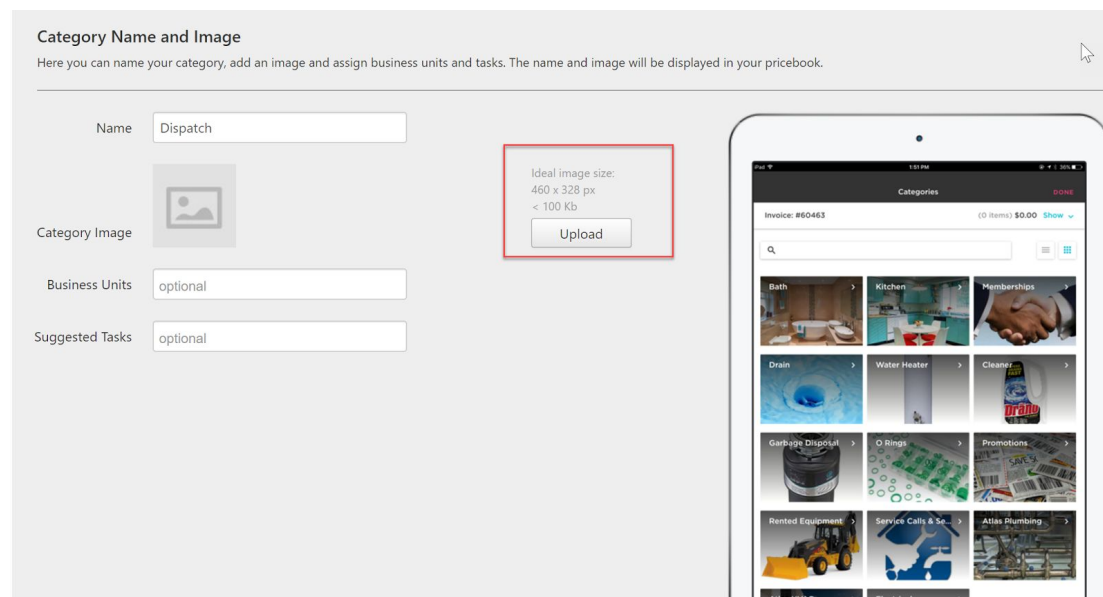 Category Name and Image
Here you can name your category, add an image and assign business units and tasks. The name and image will be displayed in your pricebook.
Name
Dispatch
Ideal image size:
460 x 328 px
< 100 Kb
Upload
Category Image
Business Units
optional
Suggested Tasks
optional
iPad
1:51 PM
36%
Categories
DONE
Invoice: #60463
(0 items) $0.00 Show
Bath
Kitchen
Memberships
Drain
Water Heater
Cleaner
Drano
Garbage Disposal
O Rings
Promotions
SAVE $
Rented Equipment
Service Calls & Se...
Atlas Plumbing